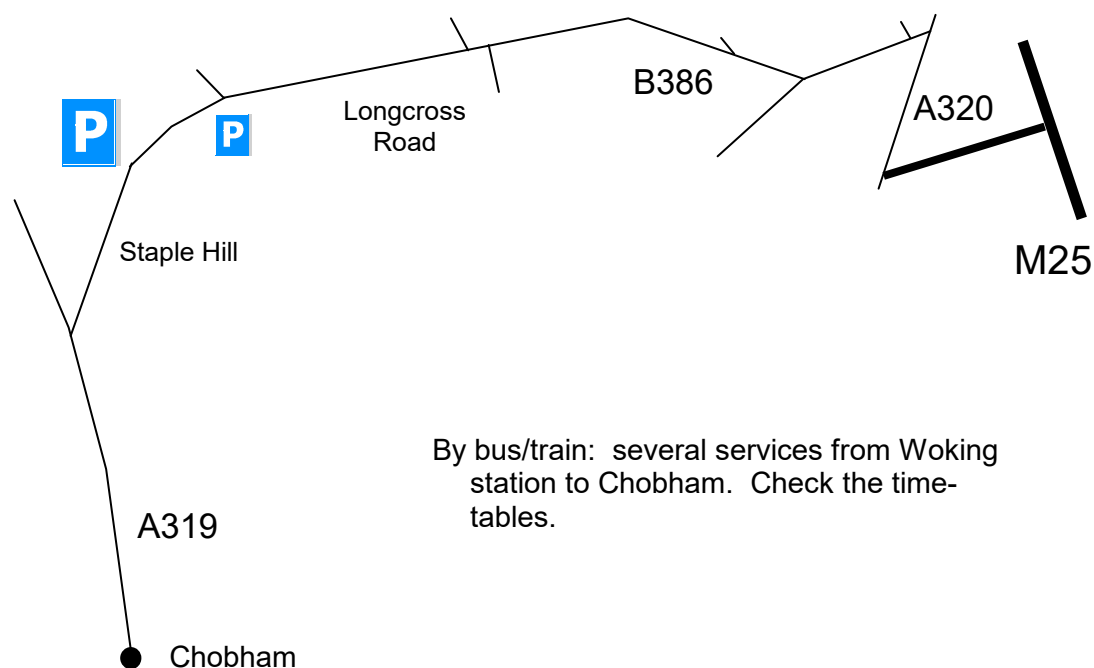 B386
P
Longcross
Road
P
A320
Staple Hill
M25
By bus/train: several services from Woking
station to Chobham. Check the time-
tables.
A319
Chobham